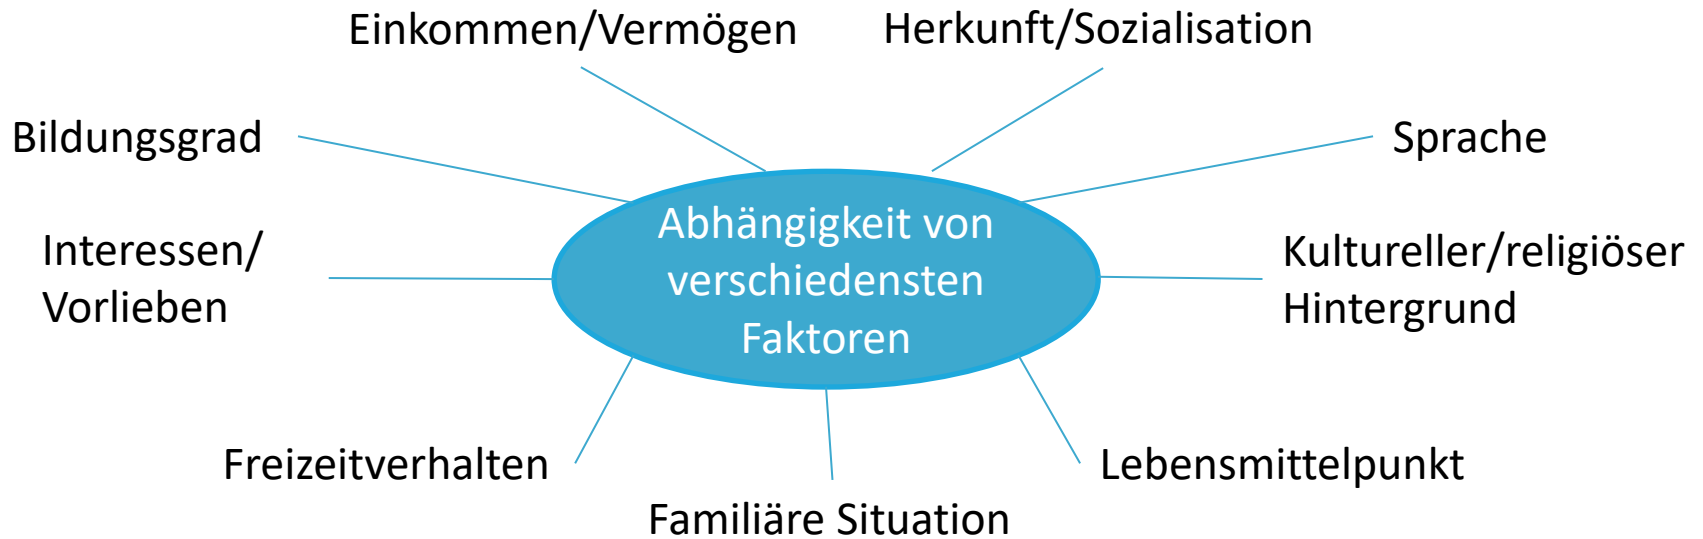 Einkommen/Vermögen
Herkunft/Sozialisation
Bildungsgrad
Sprache
Interessen/
Vorlieben
Abhängigkeit von
verschiedensten
Faktoren
Kultureller/religiöser
Hintergrund
Freizeitverhalten
Lebensmittelpunkt
Familiäre Situation